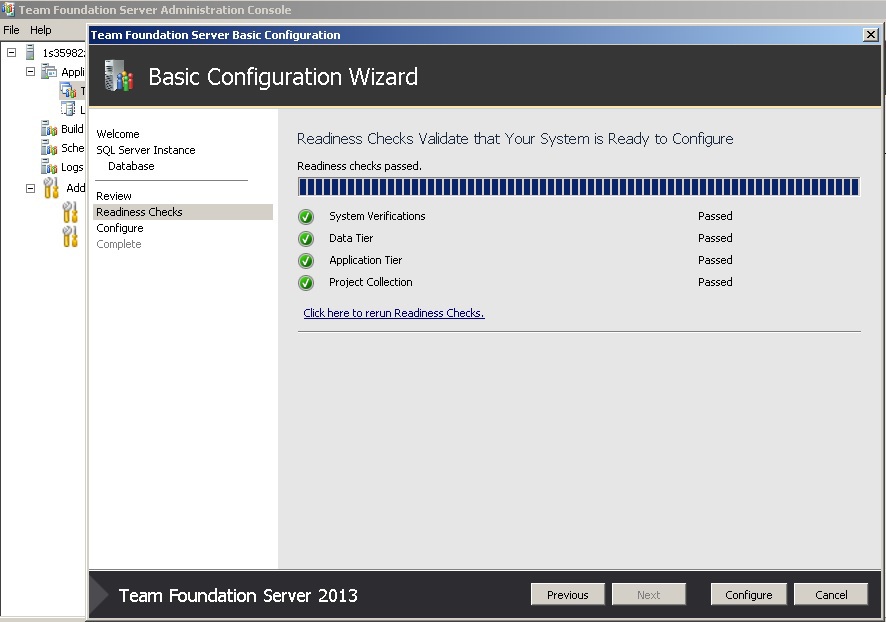 Team Foundation Server Administration Console
File Help
Team Foundation Server Basic Configuration
1s35982
Appli
Build
Sche
Logs
Add
Basic Configuration Wizard
Welcome
SQL Server Instance
Database
Review
Readiness Checks
Configure
Complete
Readiness Checks Validate that Your System is Ready to Configure
Readiness checks passed.
System Verifications Passed
Data Tier Passed
Application Tier Passed
Project Collection Passed
Click here to rerun Readiness Checks.
Team Foundation Server 2013
Previous Next Configure Cancel